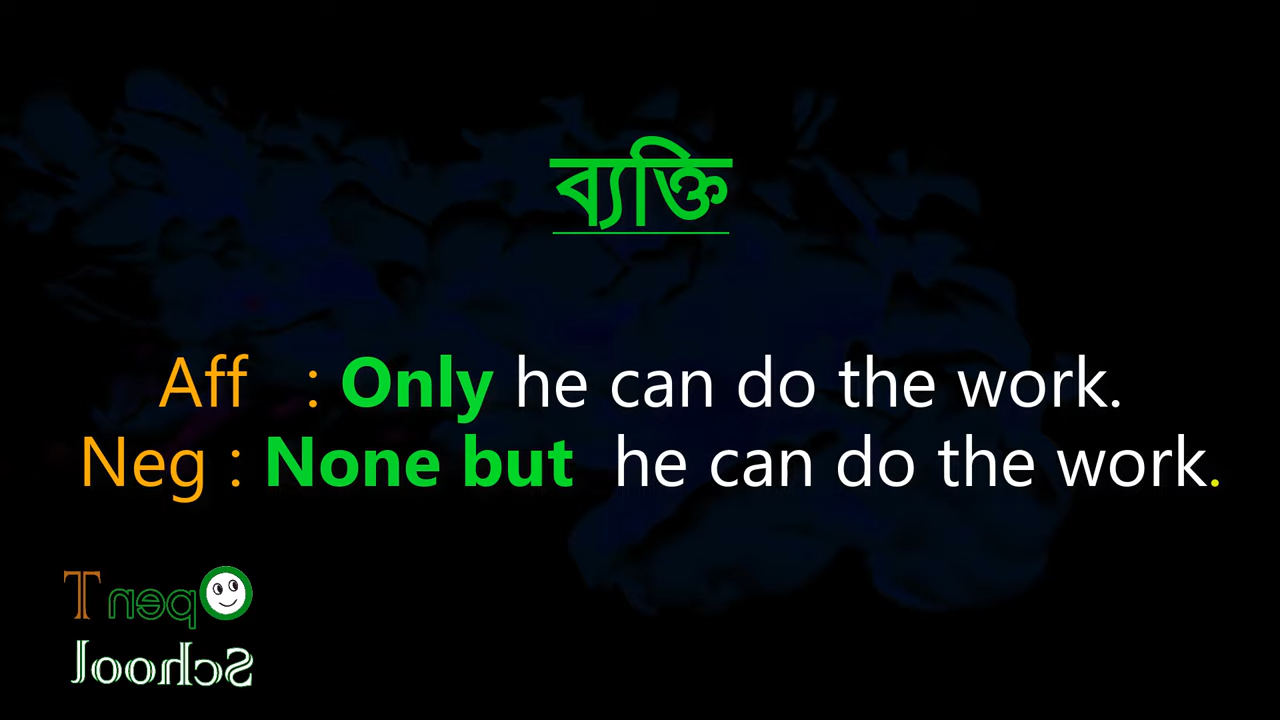 ব্যক্তি
Aff : Only he can do the work.
Neg : None but he can do the work.
Open T
School